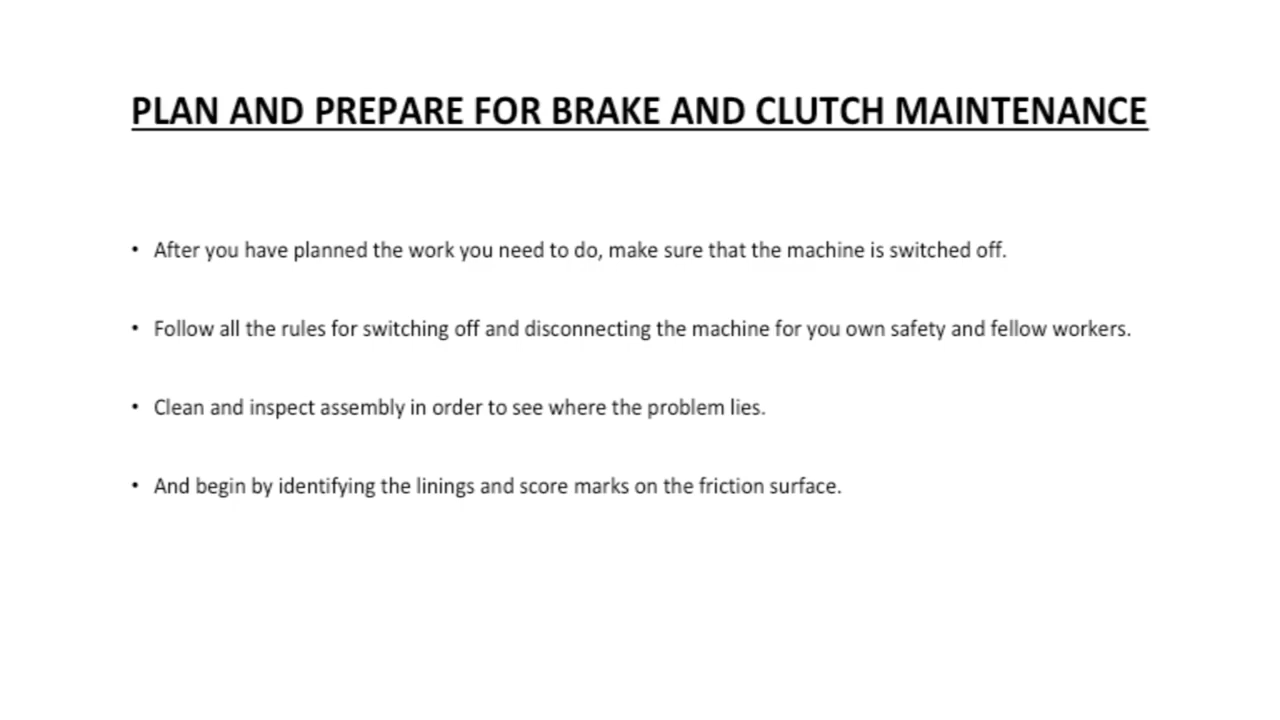 PLAN AND PREPARE FOR BRAKE AND CLUTCH MAINTENANCE
• After you have planned the work you need to do, make sure that the machine is switched off.
• Follow all the rules for switching off and disconnecting the machine for you own safety and fellow workers.
• Clean and inspect assembly in order to see where the problem lies.
• And begin by identifying the linings and score marks on the friction surface.